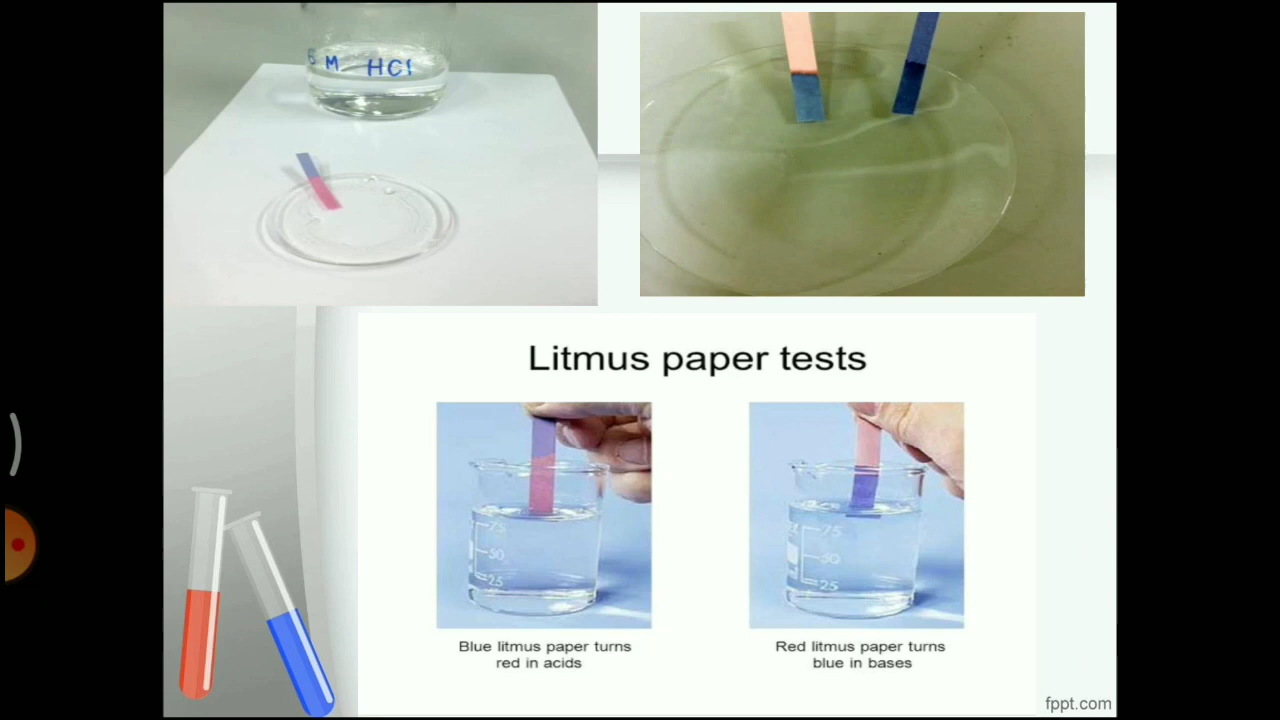 6 M HCl
Litmus paper tests
75
50
25
75
50
25
Blue litmus paper turns
red in acids
Red litmus paper turns
blue in bases
fppt.com